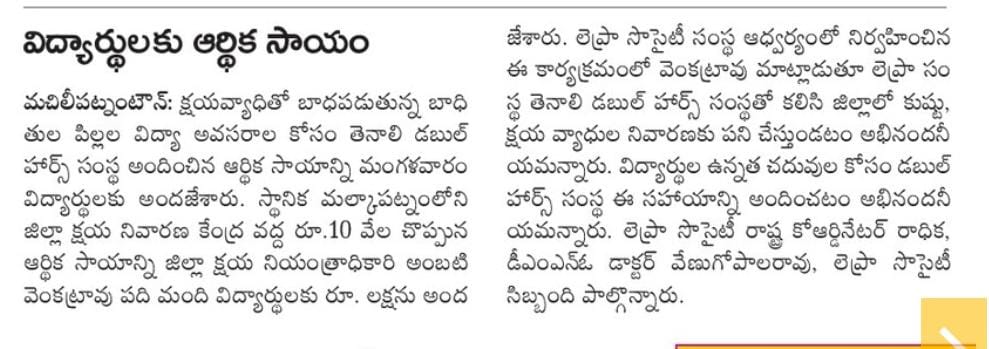 విద్యార్థులకు ఆర్థిక సాయం
మచిలీపట్నంటౌన్: క్షయవ్యాధితో బాధపడుతున్న బాధి
తుల పిల్లల విద్యా అవసరాల కోసం తెనాలి డబుల్
హార్స్ సంస్థ అందించిన ఆర్థిక సాయాన్ని మంగళవారం
విద్యార్థులకు అందజేశారు. స్థానిక మల్కాపట్నంలోని
జిల్లా క్షయ నివారణ కేంద్ర వద్ద రూ.10 వేల చొప్పున
ఆర్థిక సాయాన్ని జిల్లా క్షయ నియంత్రాధికారి అంబటి
వెంకట్రావు పది మంది విద్యార్థులకు రూ. లక్షను అంద
జేశారు. లెప్రా సొసైటీ సంస్థ ఆధ్వర్యంలో నిర్వహించిన
ఈ కార్యక్రమంలో వెంకట్రావు మాట్లాడుతూ లెప్రా సం
స్థ తెనాలి డబుల్ హార్స్ సంస్థతో కలిసి జిల్లాలో కుష్టు,
క్షయ వ్యాధుల నివారణకు పని చేస్తుండటం అభినందనీ
యమన్నారు. విద్యార్థుల ఉన్నత చదువుల కోసం డబుల్
హార్స్ సంస్థ ఈ సహాయాన్ని అందించటం అభినందనీ
యమన్నారు. లెప్రా సొసైటీ రాష్ట్ర కోఆర్డినేటర్ రాధిక,
డీఎంఎన్ఓ డాక్టర్ వేణుగోపాలరావు, లెప్రా సొసైటీ
సిబ్బంది పాల్గొన్నారు.